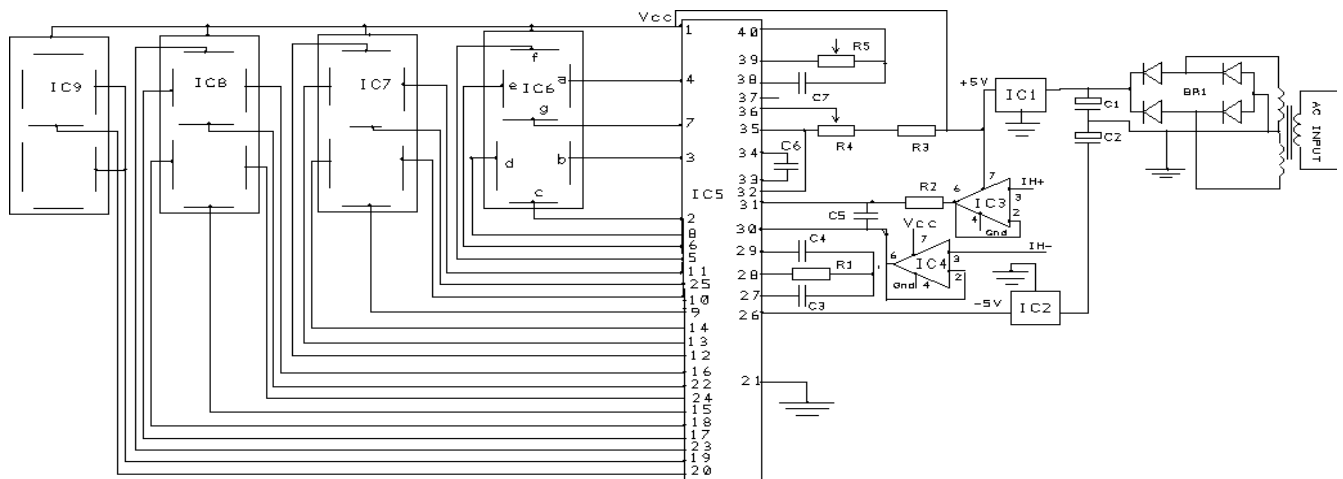 Vcc
IC9
IC8
IC7
f
a
e
IC6
g
d
b
c
1
4
7
3
2
8
6
5
11
25
10
9
14
13
12
16
22
24
15
18
17
23
19
20
IC5
40
39
38
37
36
35
34
33
32
31
30
29
28
27
26
21
R5
C7
R4
R3
C6
R2
C5
C4
R1
C3
+5V
IC1
C1
C2
BR1
AC INPUT
7
6
IC3
3
2
4
Gnd
IH+
Vcc
7
6
IC4
3
2
4
Gnd
IH-
-5V
IC2